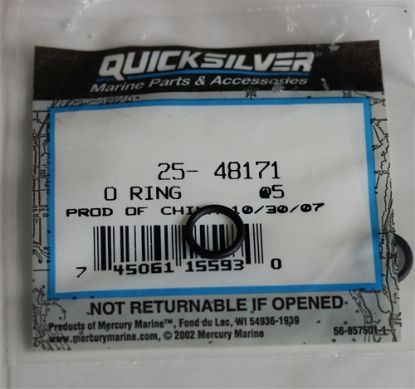 QUICKSILVER
Marine Parts & Accessories
25- 48171
O RING @5
PROD OF CHINA 10/30/07
7 45061 15593 0
NOT RETURNABLE IF OPENED
Products of Mercury Marine™, Fond du Lac, WI 54936-1939
www.mercurymarine.com, © 2002 Mercury Marine 56-857501-1